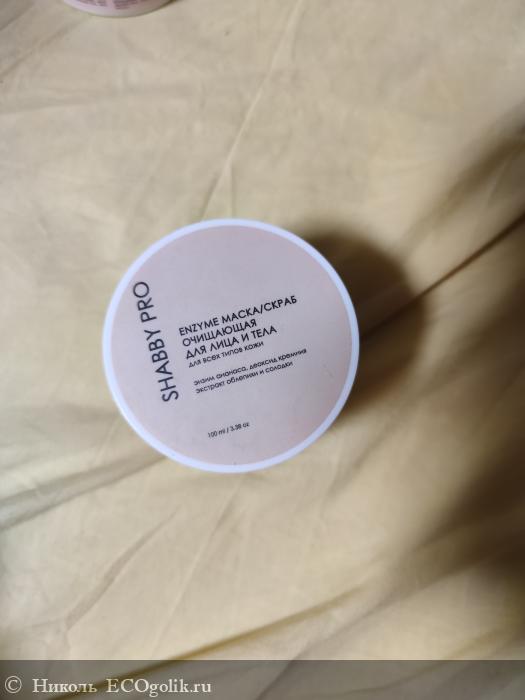 SHABBY PRO
ENZYME МАСКА/СКРАБ
ОЧИЩАЮЩАЯ
ДЛЯ ЛИЦА И ТЕЛА
для всех типов кожи
энзим ананаса, диоксид кремния
экстракт облепихи и солодки
100 ml / 3.38 oz
© Николь ECOgolik.ru